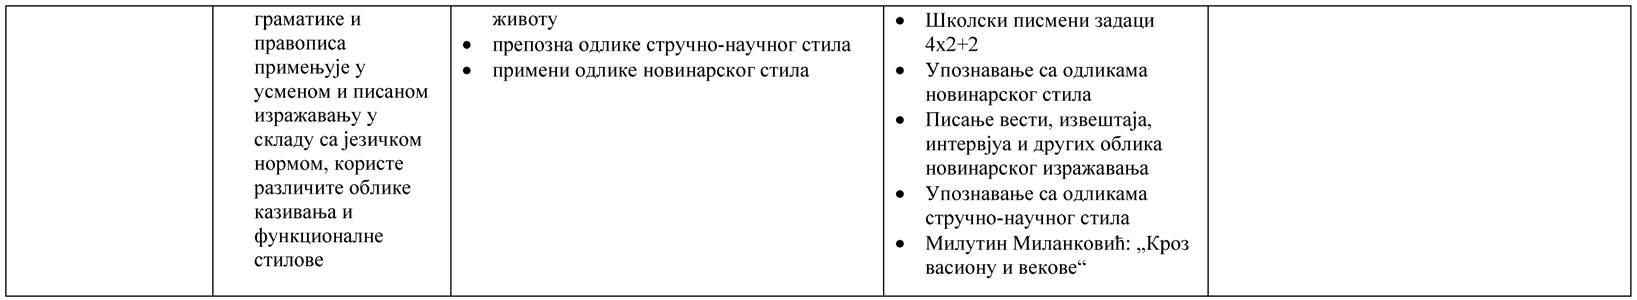 граматике и
правописа
примењује у
усменом и писаном
изражавању у
складу са језичком
нормом, користе
различите облике
казивања и
функционалне
стилове
животу
• препозна одлике стручно-научног стила
• примени одлике новинарског стила
• Школски писмени задаци
4х2+2
• Упознавање са одликама
новинарског стила
• Писање вести, извештаја,
интервјуа и других облика
новинарског изражавања
• Упознавање са одликама
стручно-научног стила
• Милутин Миланковић: „Кроз
васиону и векове“